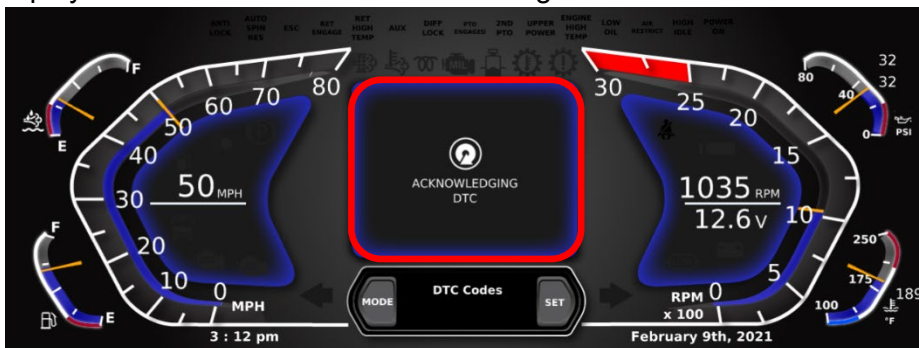 ANTI LOCK
AUTO SPIN RES
ESC
RET ENGAGE
RET HIGH TEMP
AUX
DIFF LOCK
PTO ENGAGED
2ND PTO
UPPER POWER
ENGINE HIGH TEMP
LOW OIL
AIR RESTRICT
HIGH IDLE
POWER ON
F
E
80
70
60
50
40
30
20
10
0
MPH
50 MPH
ACKNOWLEDGING
DTC
30
25
20
15
10
5
0
RPM
x 100
1035 RPM
12.6 V
80
40
0
32
32
PSI
F
E
250
175
100
189
°F
MODE
DTC Codes
SET
3 : 12 pm
February 9th, 2021